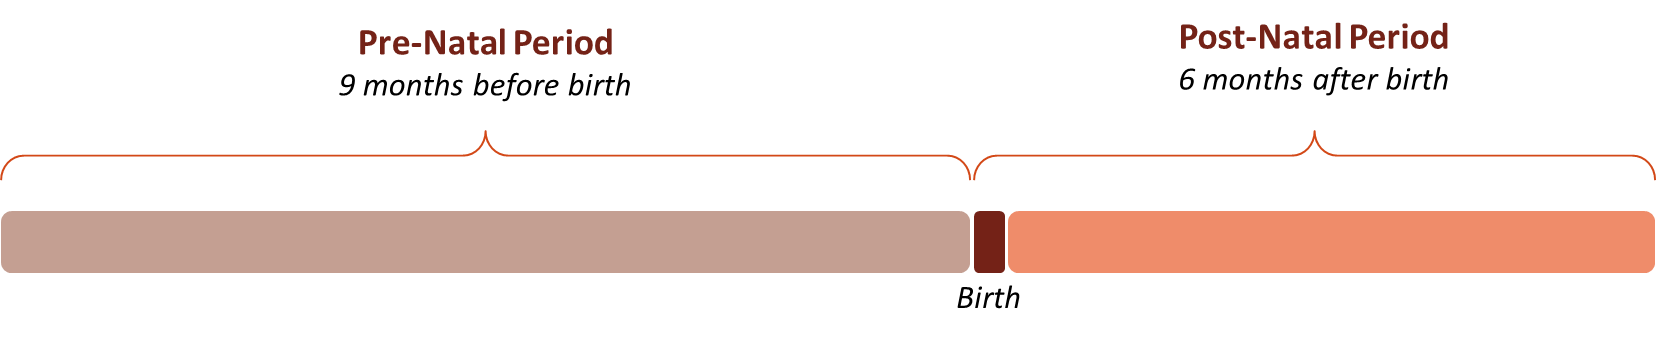 Pre-Natal Period
9 months before birth
Post-Natal Period
6 months after birth
Birth